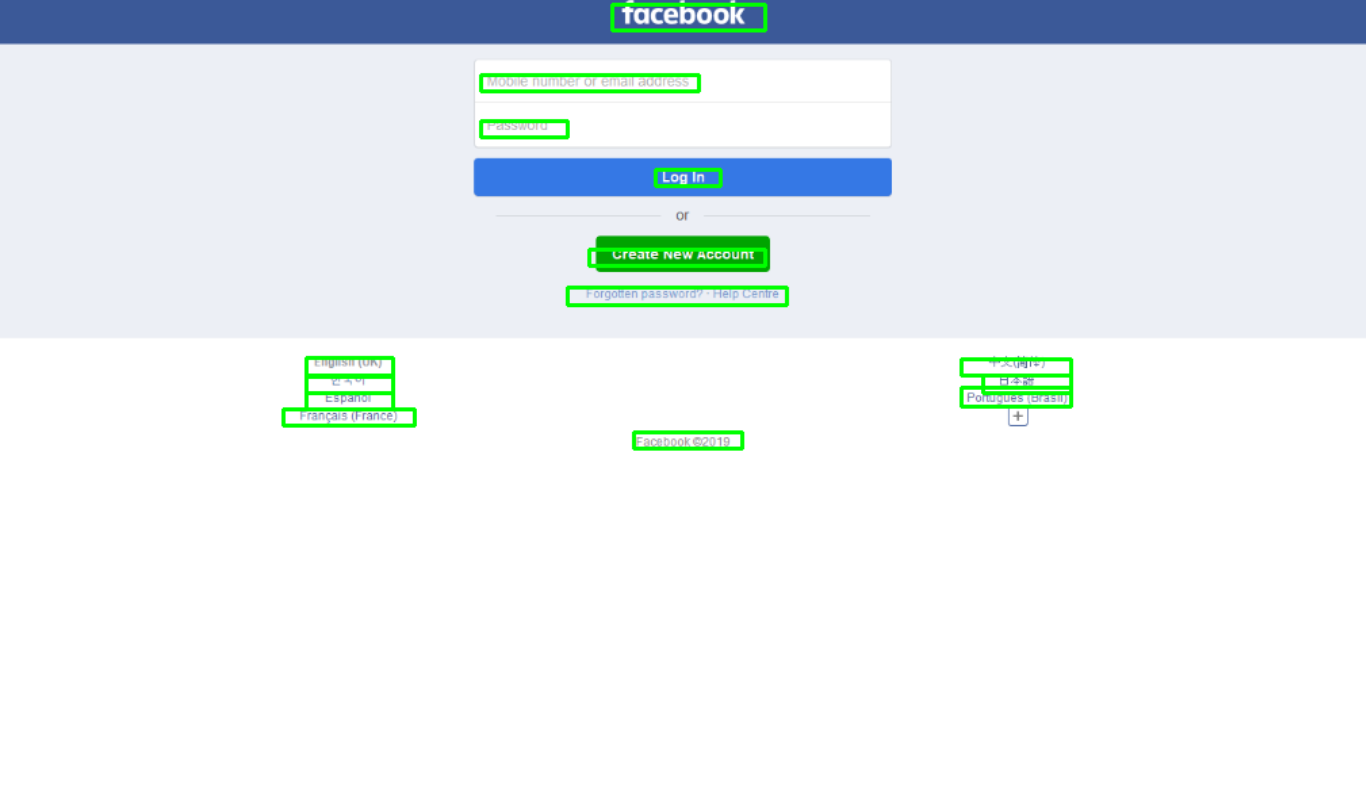 facebook
Mobile number or email address
Password
Log In
or
Create New Account
Forgotten password? · Help Centre
English (UK)
한국어
Español
Français (France)
中文(简体)
日本語
Português (Brasil)
+
Facebook ©2019